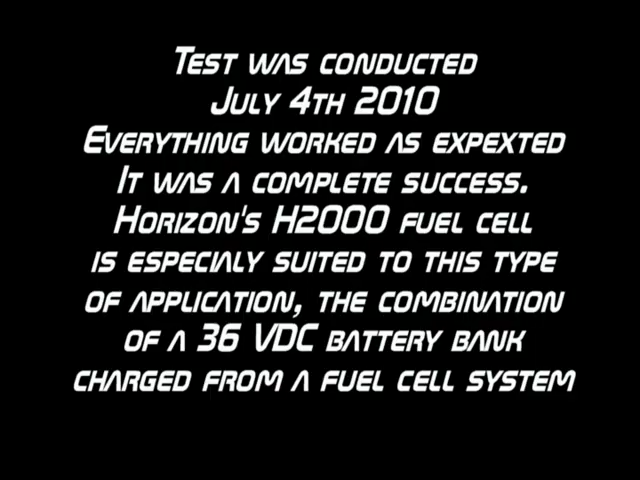 Test was conducted
July 4th 2010
Everything worked as expexted
It was a complete success.
Horizon's H2000 fuel cell
is especialy suited to this type
of application, the combination
of a 36 VDC battery bank
charged from a fuel cell system